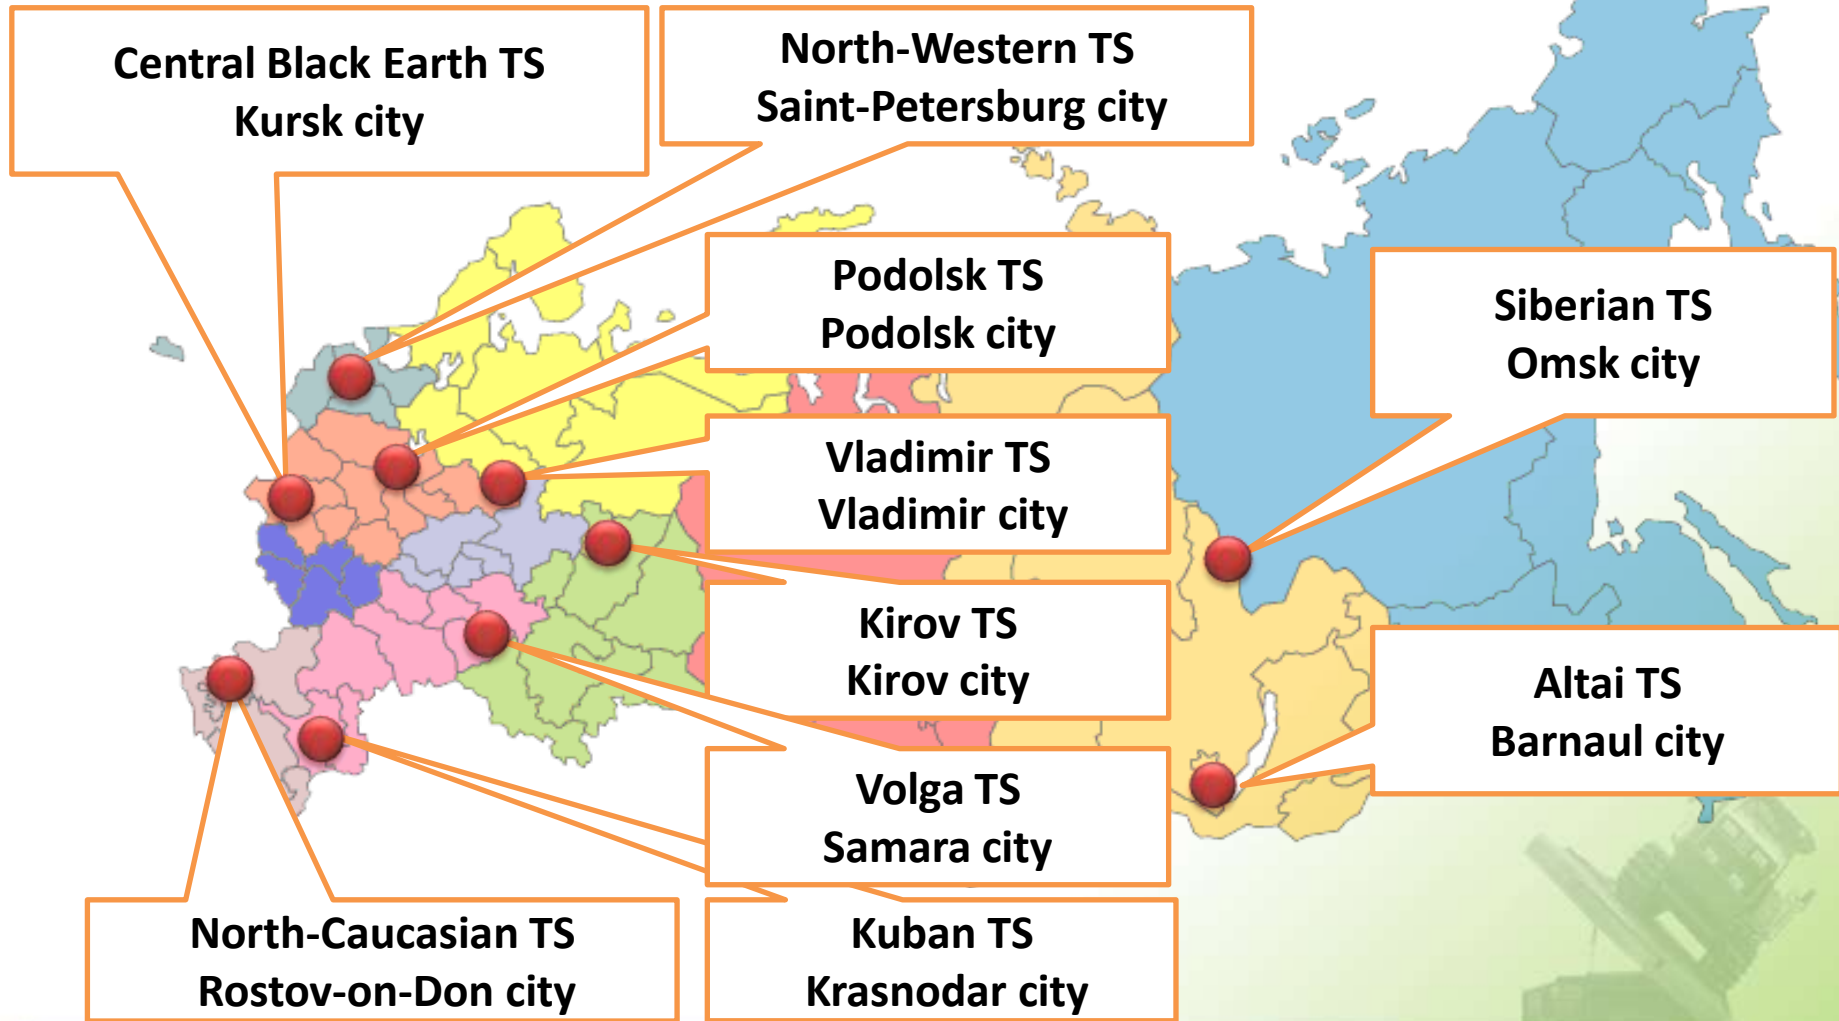 Central Black Earth TS
Kursk city
North-Western TS
Saint-Petersburg city
Podolsk TS
Podolsk city
Siberian TS
Omsk city
Vladimir TS
Vladimir city
Kirov TS
Kirov city
Altai TS
Barnaul city
Volga TS
Samara city
North-Caucasian TS
Rostov-on-Don city
Kuban TS
Krasnodar city